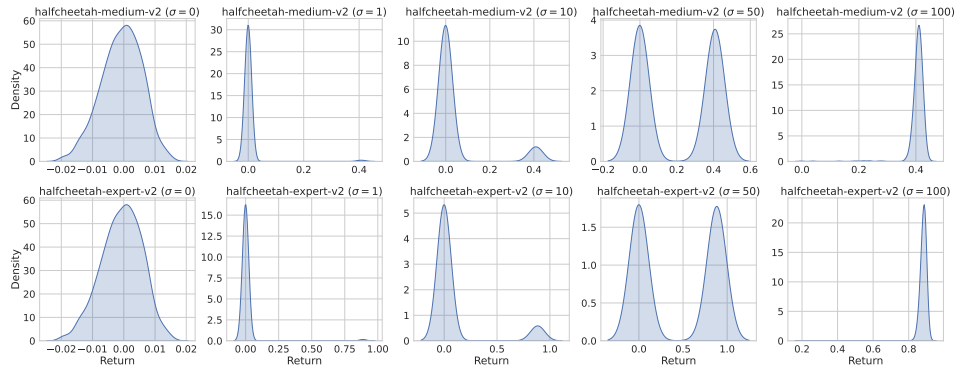 halfcheetah-medium-v2 (σ=0)
Density
60
50
40
30
20
10
0
−0.02 −0.01 0.00 0.01 0.02
halfcheetah-medium-v2 (σ=1)
30
25
20
15
10
5
0
0.0 0.2 0.4
halfcheetah-medium-v2 (σ=10)
10
8
6
4
2
0
0.0 0.2 0.4
halfcheetah-medium-v2 (σ=50)
4
3
2
1
0
−0.2 0.0 0.2 0.4 0.6
halfcheetah-medium-v2 (σ=100)
25
20
15
10
5
0
0.0 0.2 0.4
halfcheetah-expert-v2 (σ=0)
Density
60
50
40
30
20
10
0
−0.02 −0.01 0.00 0.01 0.02
Return
halfcheetah-expert-v2 (σ=1)
15.0
12.5
10.0
7.5
5.0
2.5
0.0
0.00 0.25 0.50 0.75 1.00
Return
halfcheetah-expert-v2 (σ=10)
5
4
3
2
1
0
0.0 0.5 1.0
Return
halfcheetah-expert-v2 (σ=50)
1.5
1.0
0.5
0.0
0.0 0.5 1.0
Return
halfcheetah-expert-v2 (σ=100)
20
15
10
5
0
0.2 0.4 0.6 0.8
Return